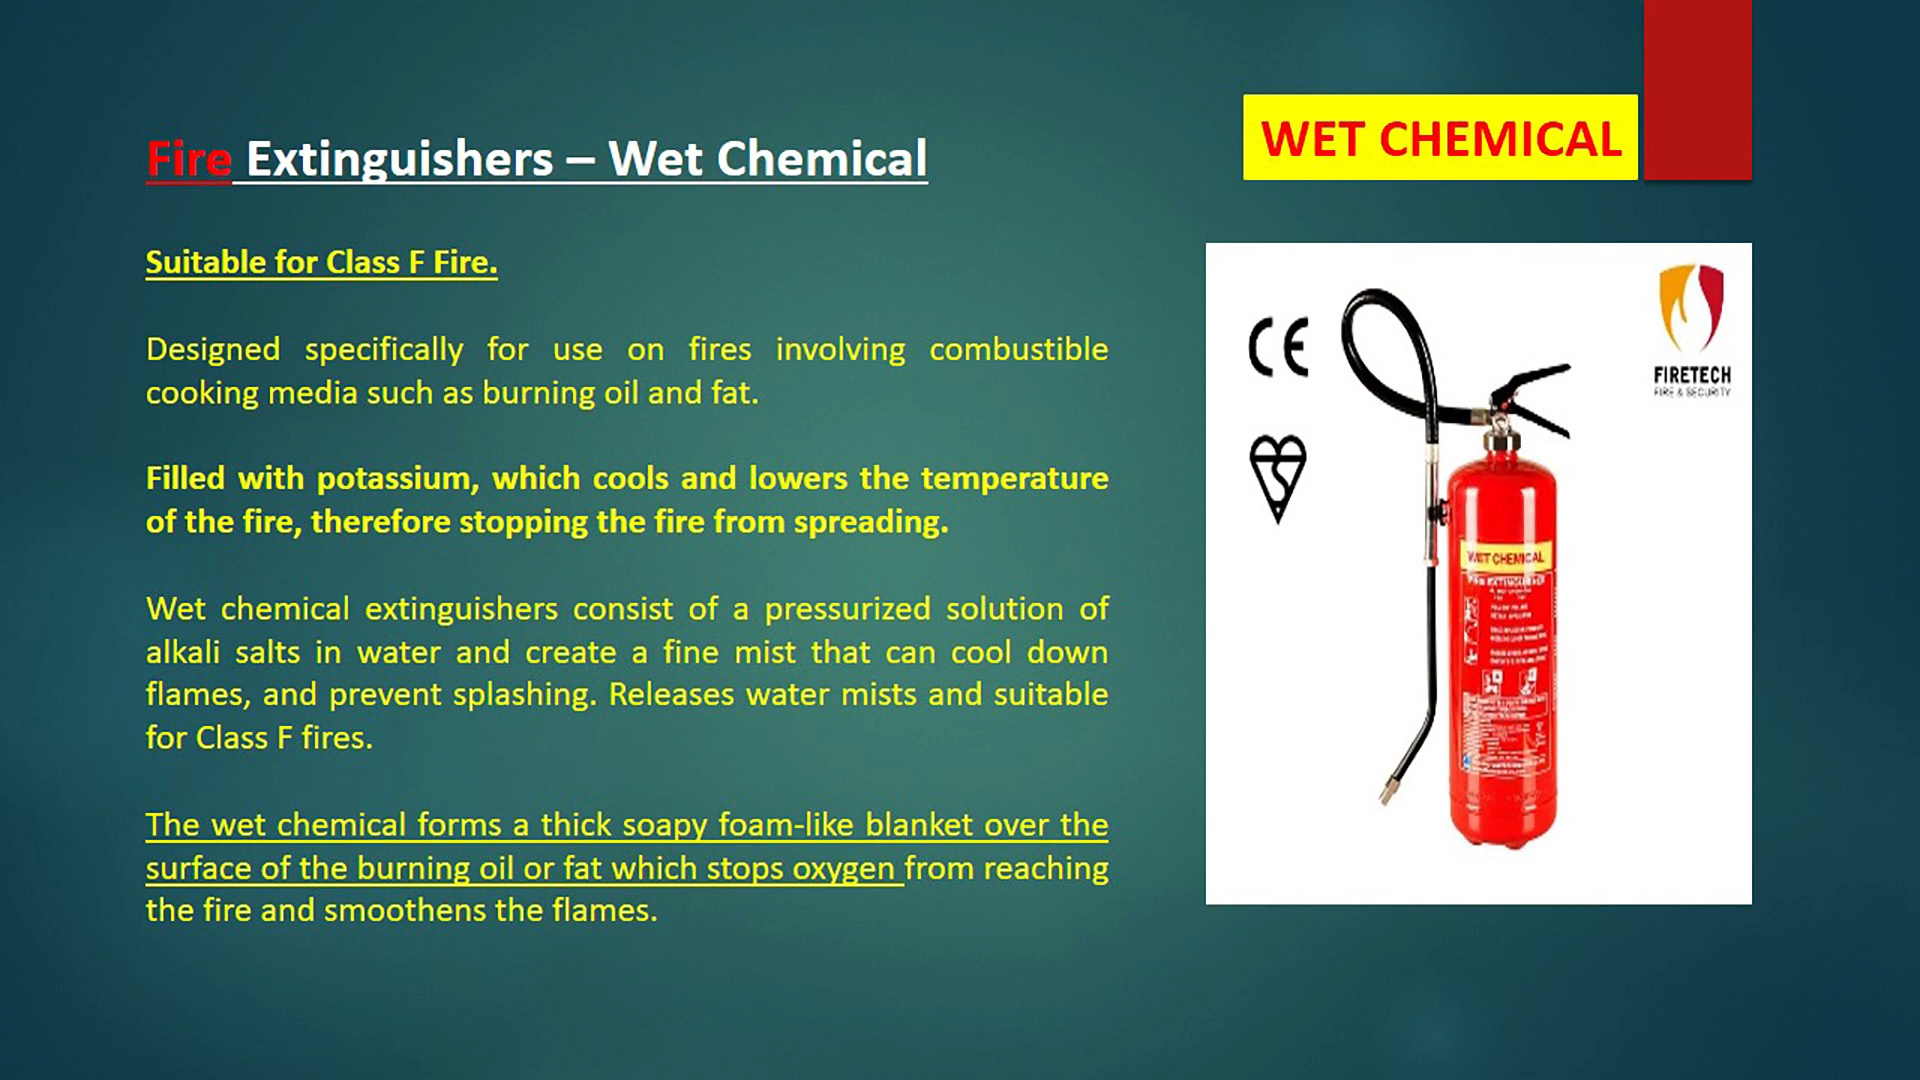 Fire Extinguishers – Wet Chemical
WET CHEMICAL
Suitable for Class F Fire.
Designed specifically for use on fires involving combustible
cooking media such as burning oil and fat.
Filled with potassium, which cools and lowers the temperature
of the fire, therefore stopping the fire from spreading.
Wet chemical extinguishers consist of a pressurized solution of
alkali salts in water and create a fine mist that can cool down
flames, and prevent splashing. Releases water mists and suitable
for Class F fires.
The wet chemical forms a thick soapy foam-like blanket over the
surface of the burning oil or fat which stops oxygen from reaching
the fire and smoothens the flames.
CE
FIRETECH
FIRE & SECURITY
WET CHEMICAL
FIRE EXTINGUISHER